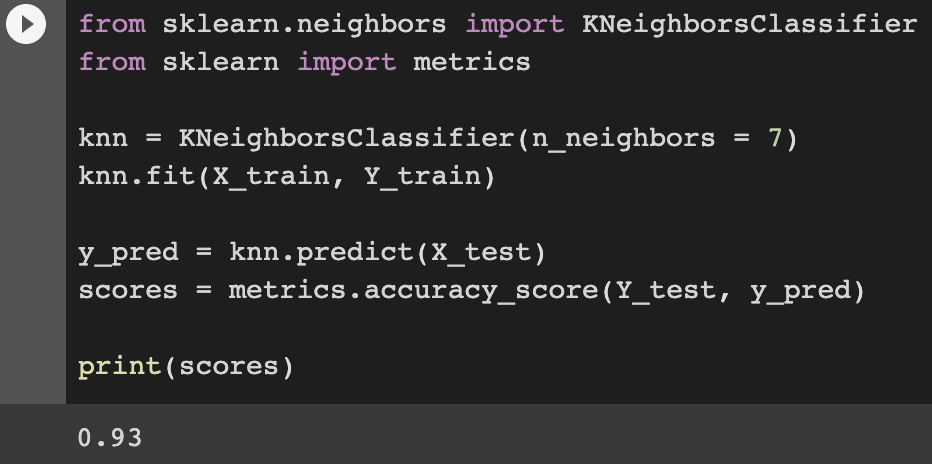 from sklearn.neighbors import KNeighborsClassifier
from sklearn import metrics
knn = KNeighborsClassifier(n_neighbors = 7)
knn.fit(X_train, Y_train)
y_pred = knn.predict(X_test)
scores = metrics.accuracy_score(Y_test, y_pred)
print(scores)
0.93